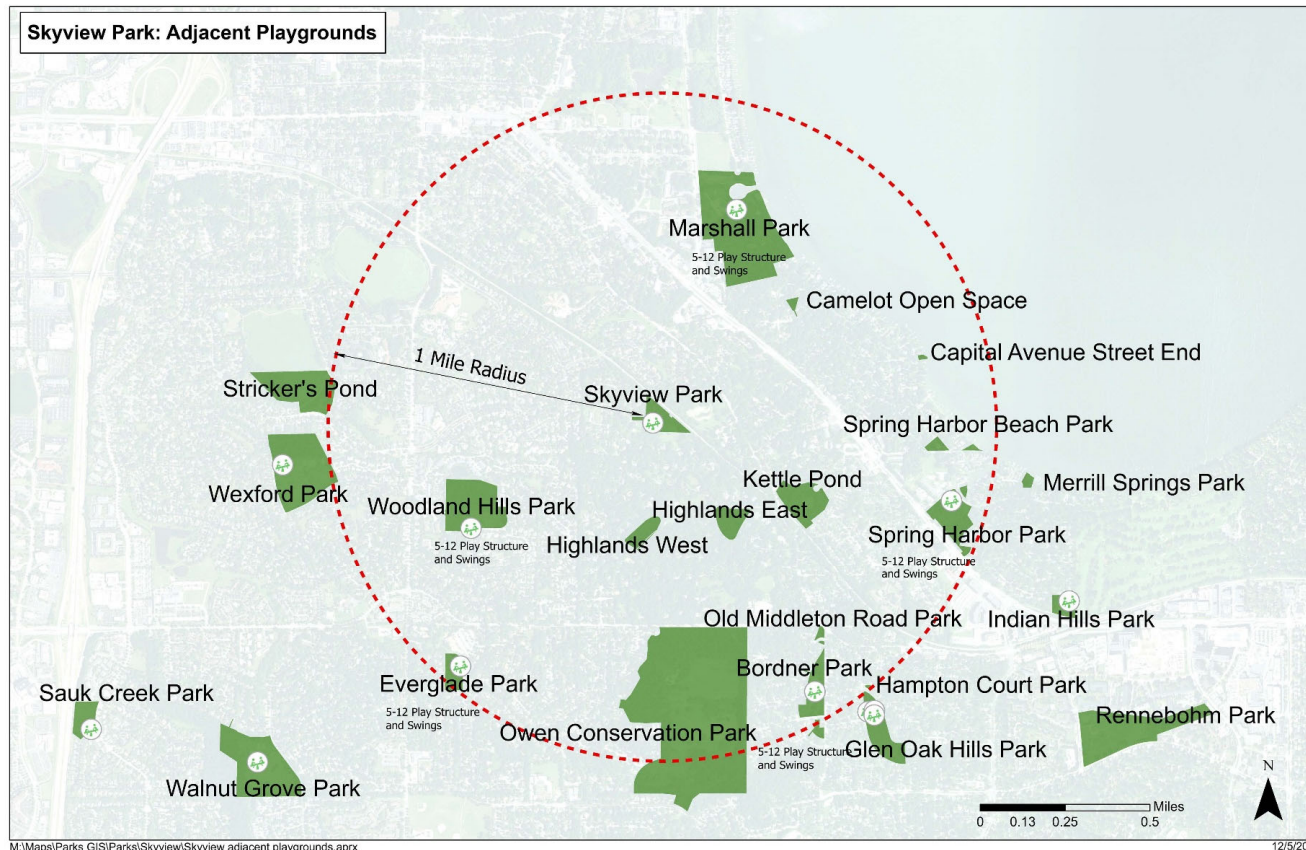 Skyview Park: Adjacent Playgrounds
Marshall Park
5-12 Play Structure
and Swings
Camelot Open Space
Capital Avenue Street End
1 Mile Radius
Stricker's Pond
Skyview Park
Spring Harbor Beach Park
Wexford Park
Woodland Hills Park
5-12 Play Structure
and Swings
Kettle Pond
Highlands East
Highlands West
Merrill Springs Park
Spring Harbor Park
5-12 Play Structure
and Swings
Indian Hills Park
Old Middleton Road Park
Bordner Park
Everglade Park
5-12 Play Structure
and Swings
Hampton Court Park
Sauk Creek Park
Owen Conservation Park
5-12 Play Structure
and Swings
Glen Oak Hills Park
Rennebohm Park
Walnut Grove Park
N
Miles
0 0.13 0.25 0.5
M:\Maps\Parks GIS\Parks\Skyview\Skyview adjacent playgrounds.aprx
12/5/20